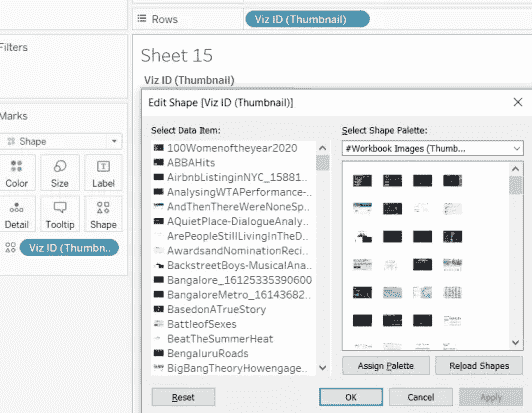 Rows
Viz ID (Thumbnail)
Filters
Sheet 15
Viz ID (Thumbnail)
Marks
Shape
Color
Size
Label
Detail
Tooltip
Shape
Viz ID (Thumbn..
Edit Shape [Viz ID (Thumbnail)]
Select Data Item:
100Womenoftheyear2020
ABBAHits
AirbnbListinginNYC_15881..
AnalysingWTAPerformance-..
AndThenThereWereNoneSp..
AQuietPlace-DialogueAnaly..
ArePeopleStillLivingInTheD..
AwardsandNominationReci..
BackstreetBoys-MusicalAna..
Bangalore_16125335390600
BangaloreMetro_16143682..
BasedonATrueStory
BattleofSexes
BeatTheSummerHeat
BengaluruRoads
BigBangTheoryHowengage..
Select Shape Palette:
#Workbook Images (Thumb...
Assign Palette
Reload Shapes
Reset
OK
Cancel
Apply